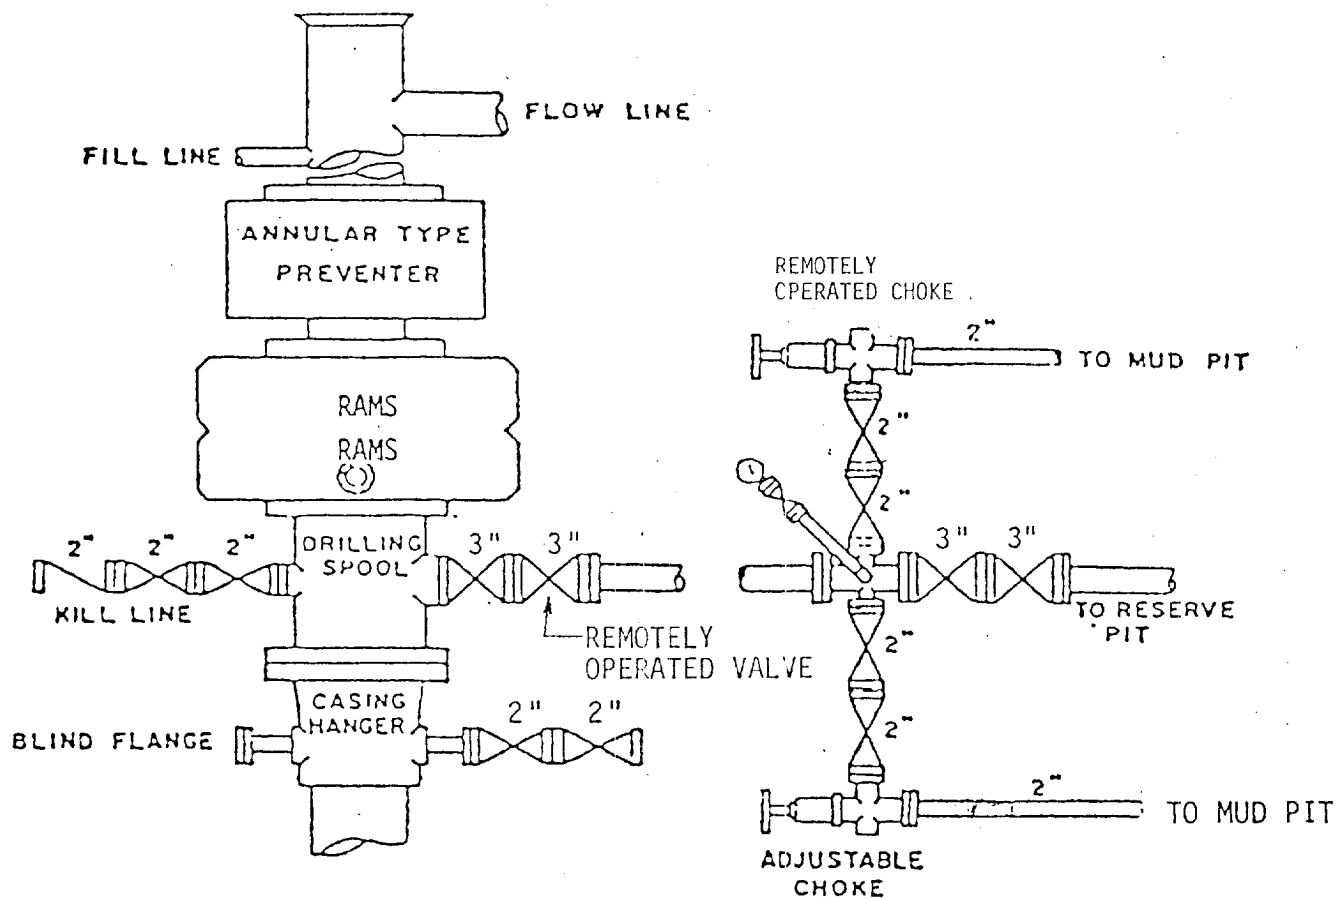 FLOW LINE
FILL LINE
ANNULAR TYPE
PREVENTER
RAMS
RAMS
2" 2" 2"
DRILLING
SPOOL
3" 3"
KILL LINE
REMOTELY
OPERATED VALVE
CASING
HANGER
2" 2"
BLIND FLANGE
REMOTELY
OPERATED CHOKE
2"
TO MUD PIT
2"
2"
3" 3"
TO RESERVE
PIT
2"
2"
2"
TO MUD PIT
ADJUSTABLE
CHOKE